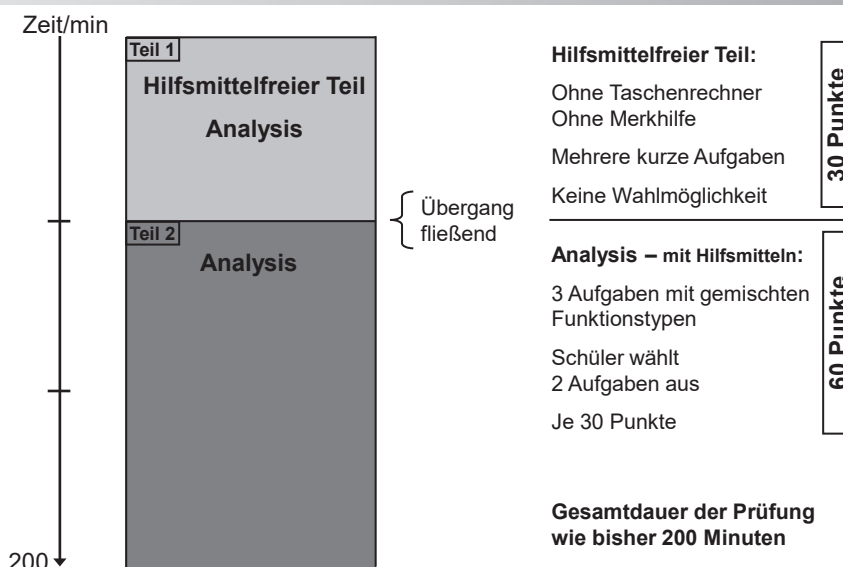 Zeit/min
Teil 1
Hilfsmittelfreier Teil
Analysis
Teil 2
Analysis
200
Übergang
fließend
Hilfsmittelfreier Teil:
Ohne Taschenrechner
Ohne Merkhilfe
Mehrere kurze Aufgaben
Keine Wahlmöglichkeit
30 Punkte
Analysis – mit Hilfsmitteln:
3 Aufgaben mit gemischten
Funktionstypen
Schüler wählt
2 Aufgaben aus
Je 30 Punkte
60 Punkte
Gesamtdauer der Prüfung
wie bisher 200 Minuten